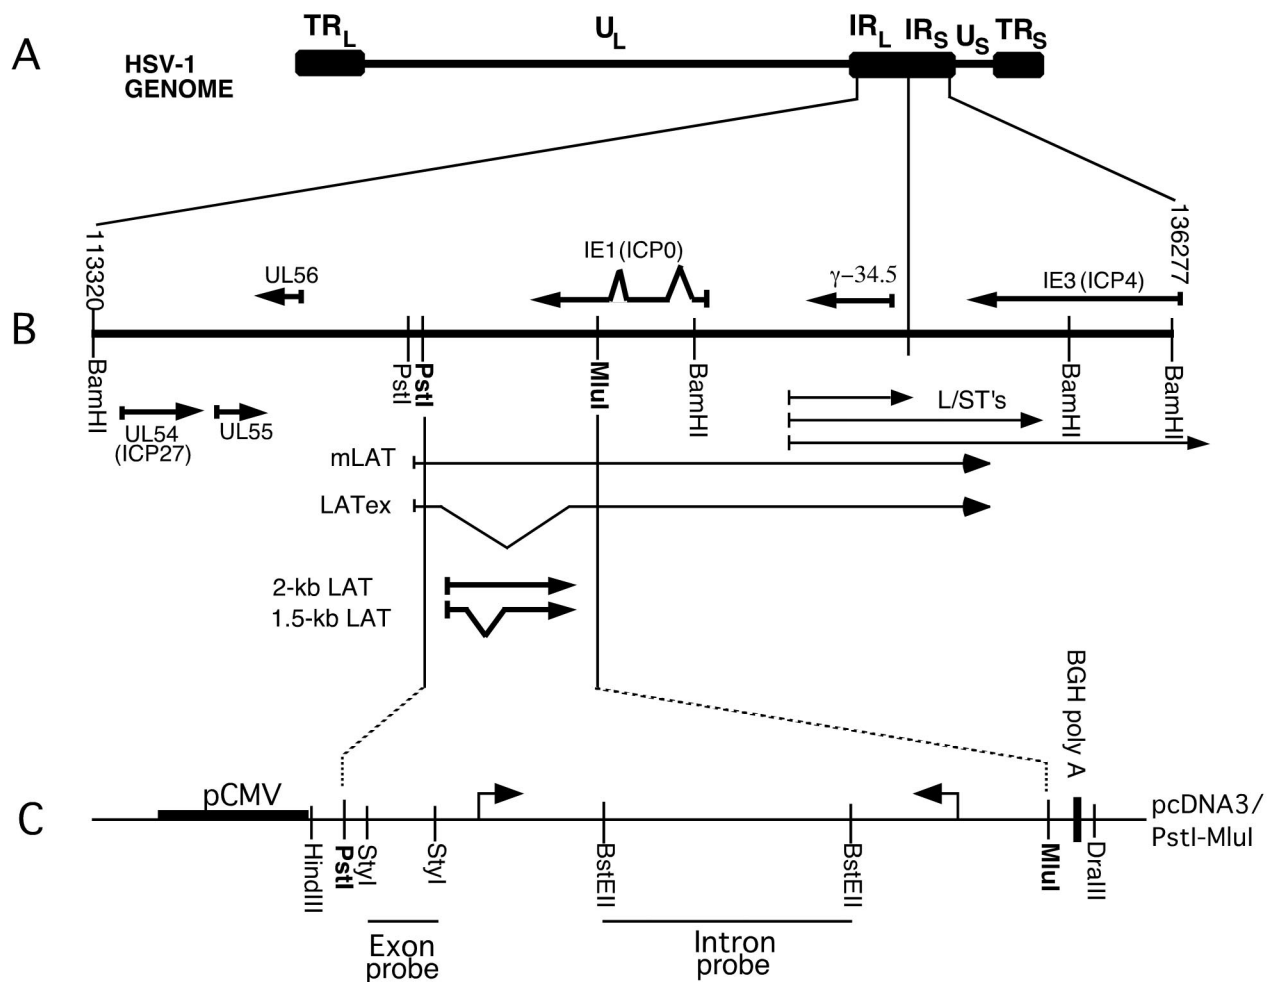 A
HSV-1
GENOME
TRL
UL
IRL
IRS
US
TRS
113320
136277
UL56
IE1(ICP0)
γ-34.5
IE3(ICP4)
B
BamHI
PstI
PstI
MluI
BamHI
BamHI
BamHI
UL54
(ICP27)
UL55
L/ST's
mLAT
LATex
2-kb LAT
1.5-kb LAT
BGH poly A
C
pCMV
pcDNA3/
PstI-MluI
HindIII
PstI
StyI
StyI
BstEII
BstEII
MluI
DraIII
Exon
probe
Intron
probe